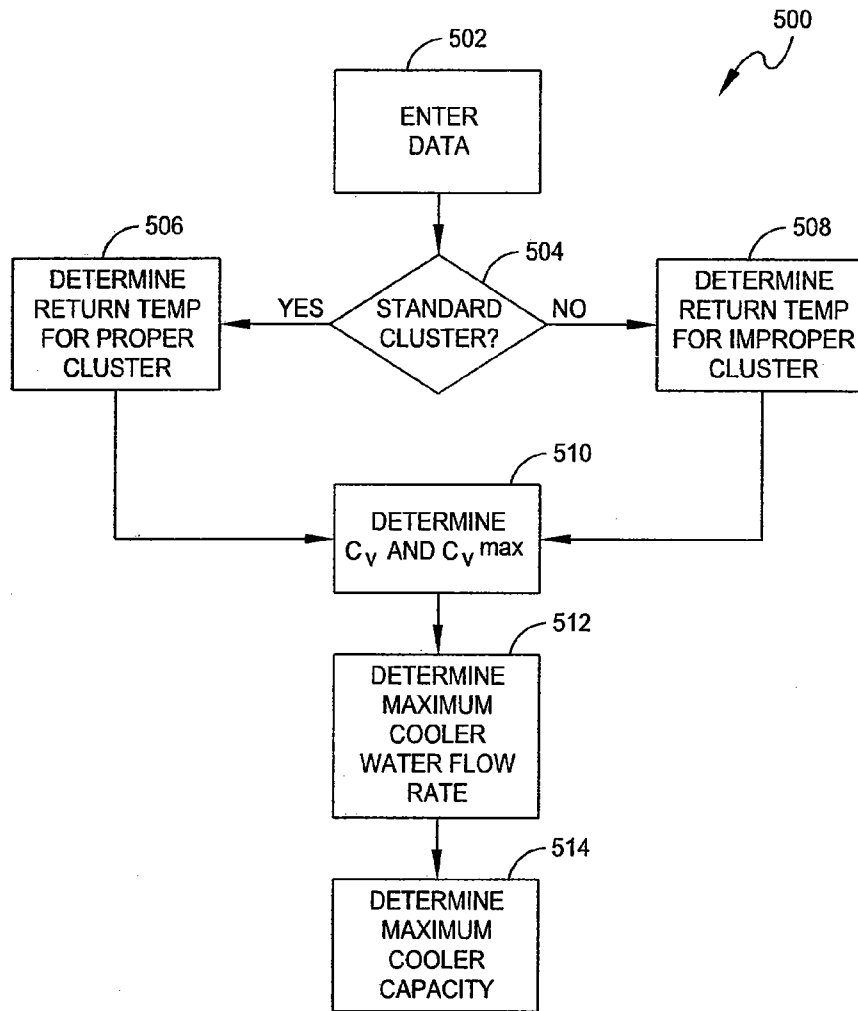 500
502
ENTER
DATA
504
STANDARD
CLUSTER?
YES
NO
506
DETERMINE
RETURN TEMP
FOR PROPER
CLUSTER
508
DETERMINE
RETURN TEMP
FOR IMPROPER
CLUSTER
510
DETERMINE
Cv AND Cv max
512
DETERMINE
MAXIMUM
COOLER
WATER FLOW
RATE
514
DETERMINE
MAXIMUM
COOLER
CAPACITY